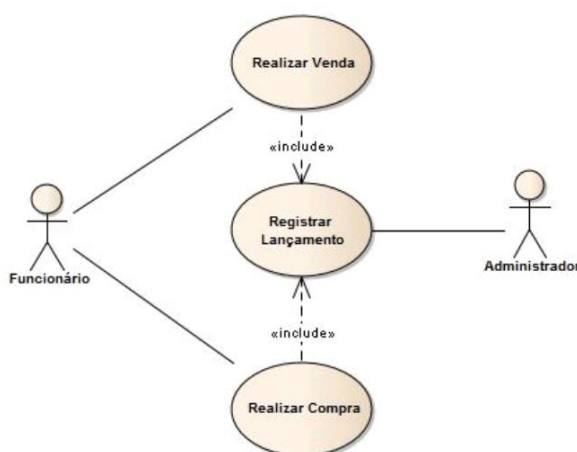 Realizar Venda
«include»
Registrar
Lançamento
Funcionário
Administrador
«include»
Realizar Compra